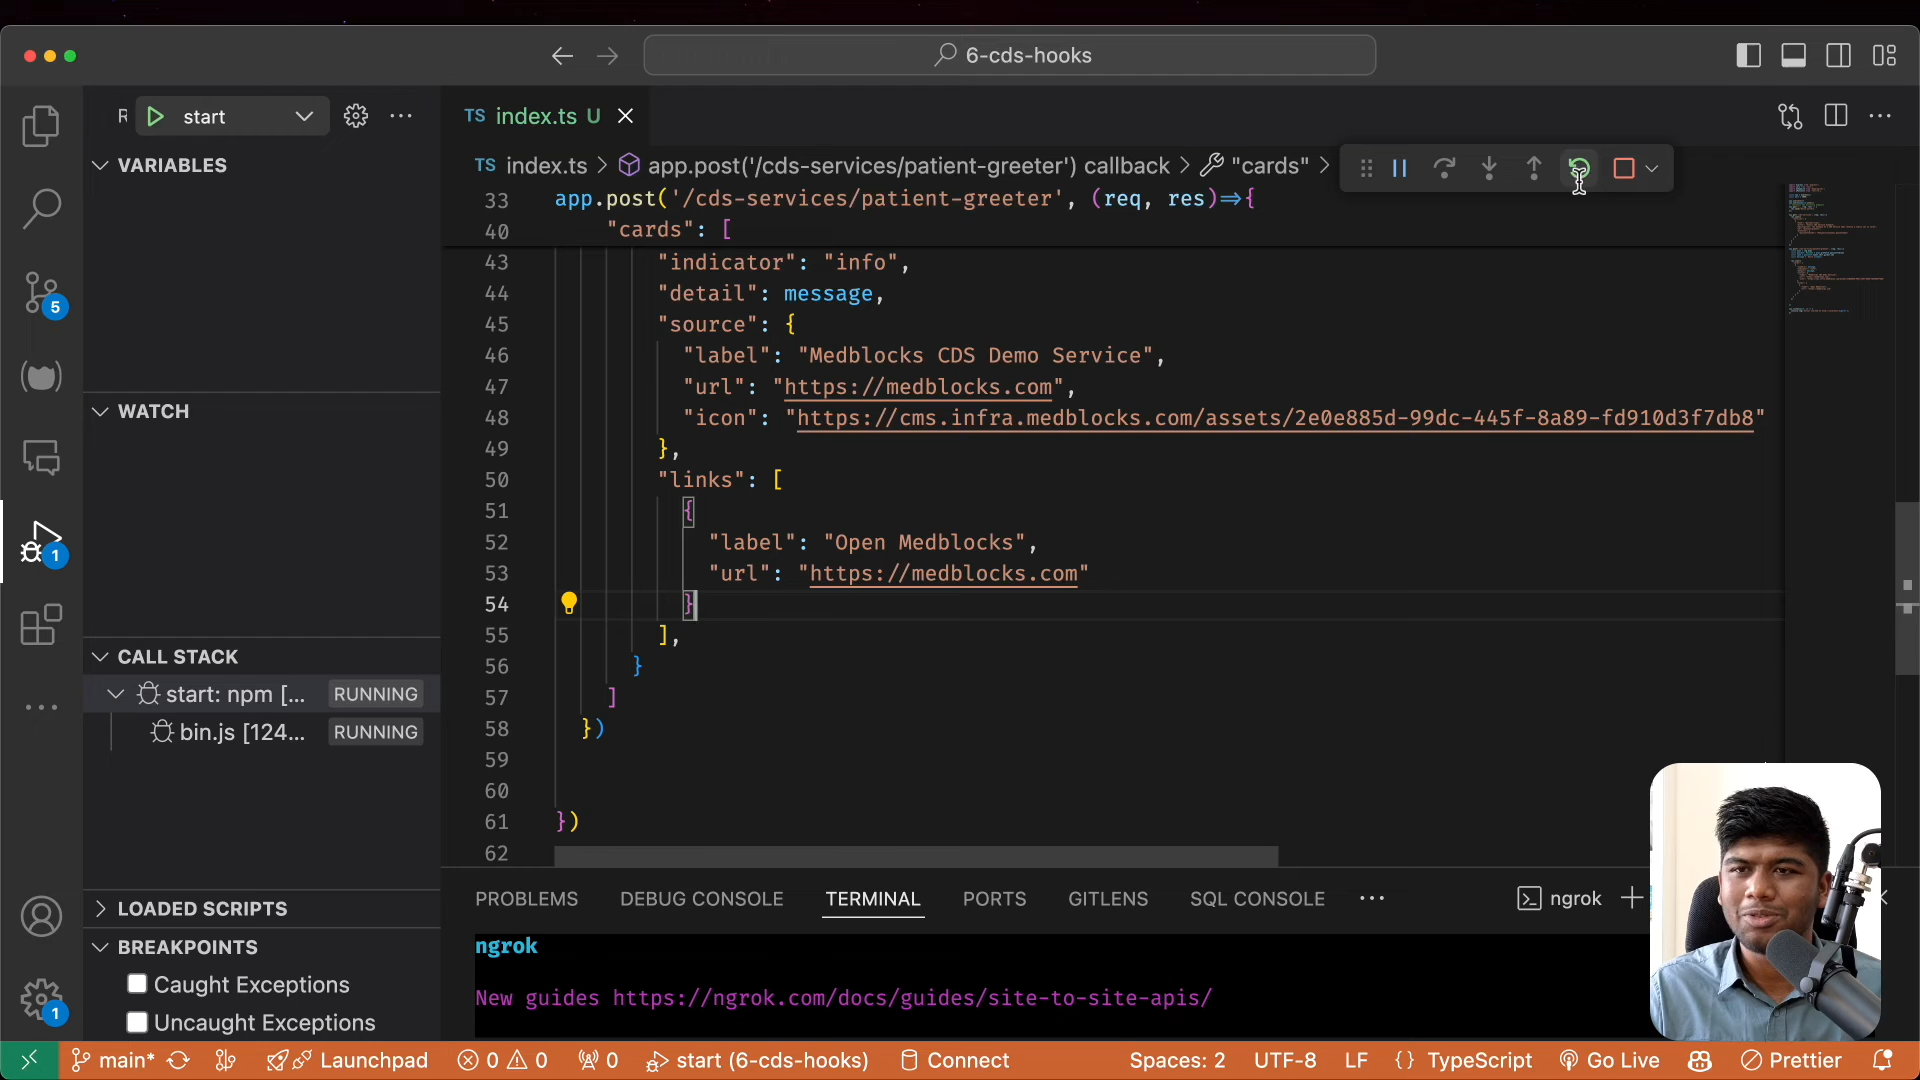 6-cds-hooks
R start
TS index.ts U
TS index.ts > app.post('/cds-services/patient-greeter') callback > "cards" >
VARIABLES
WATCH
CALL STACK
start: npm [... RUNNING
bin.js [124... RUNNING
LOADED SCRIPTS
BREAKPOINTS
Caught Exceptions
Uncaught Exceptions
5
1
1
33 app.post('/cds-services/patient-greeter', (req, res)=>{
40 "cards": [
43 "indicator": "info",
44 "detail": message,
45 "source": {
46 "label": "Medblocks CDS Demo Service",
47 "url": "https://medblocks.com",
48 "icon": "https://cms.infra.medblocks.com/assets/2e0e885d-99dc-445f-8a89-fd910d3f7db8"
49 },
50 "links": [
51 {
52 "label": "Open Medblocks",
53 "url": "https://medblocks.com"
54 }
55 ],
56 }
57 ]
58 })
59
60
61 })
62
PROBLEMS DEBUG CONSOLE TERMINAL PORTS GITLENS SQL CONSOLE ... ngrok
ngrok
New guides https://ngrok.com/docs/guides/site-to-site-apis/
main* Launchpad 0 0 0 start (6-cds-hooks) Connect Spaces: 2 UTF-8 LF {} TypeScript Go Live Prettier